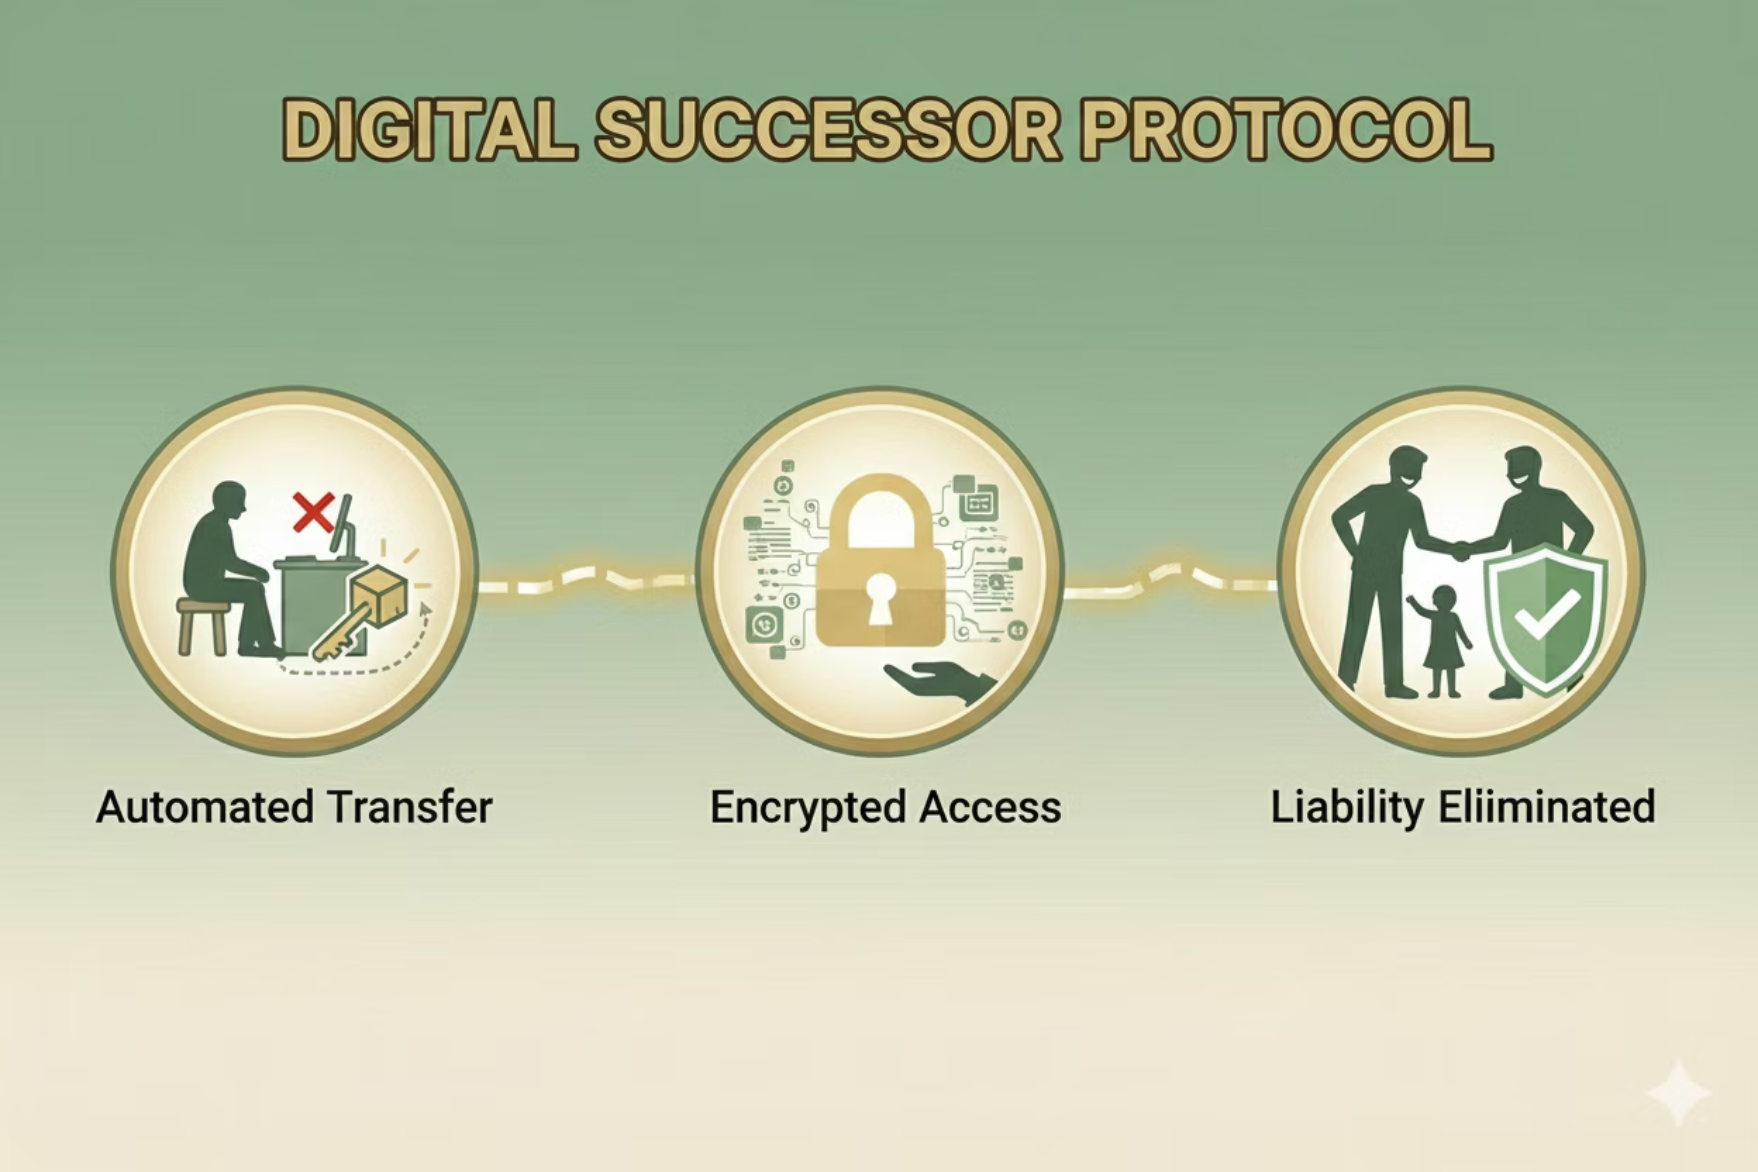 DIGITAL SUCCESSOR PROTOCOL
Automated Transfer
Encrypted Access
Liability Eliiminated